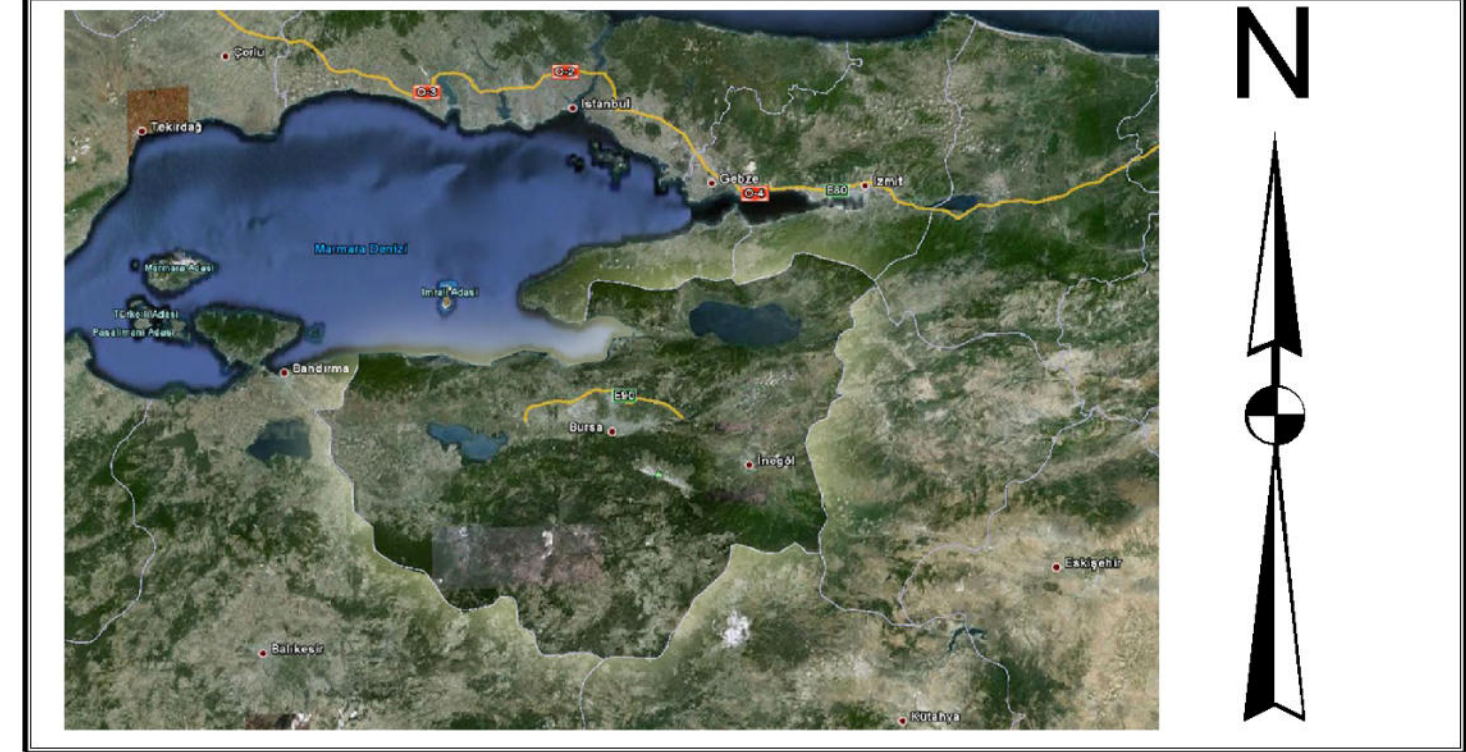 N
Çorlu
O-2
O-3
İstanbul
Tekirdağ
Gebze
O-4
E80
İzmit
Marmara Denizi
Marmara Adası
İmralı Adası
Türkeli Adası
Paşalimanı Adası
Bandırma
E90
Bursa
İnegöl
Eskişehir
Balıkesir
Kütahya